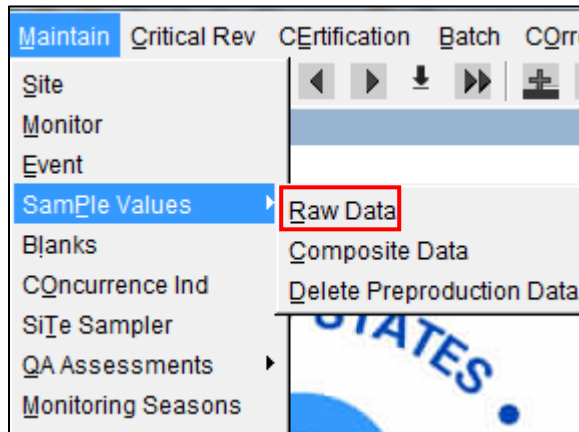 Maintain Critical Rev CErtification Batch COrr
Site
Monitor
Event
SamPle Values
Raw Data
Blanks
Composite Data
COncurrence Ind
Delete Preproduction Data
SiTe Sampler
STATES
QA Assessments
Monitoring Seasons